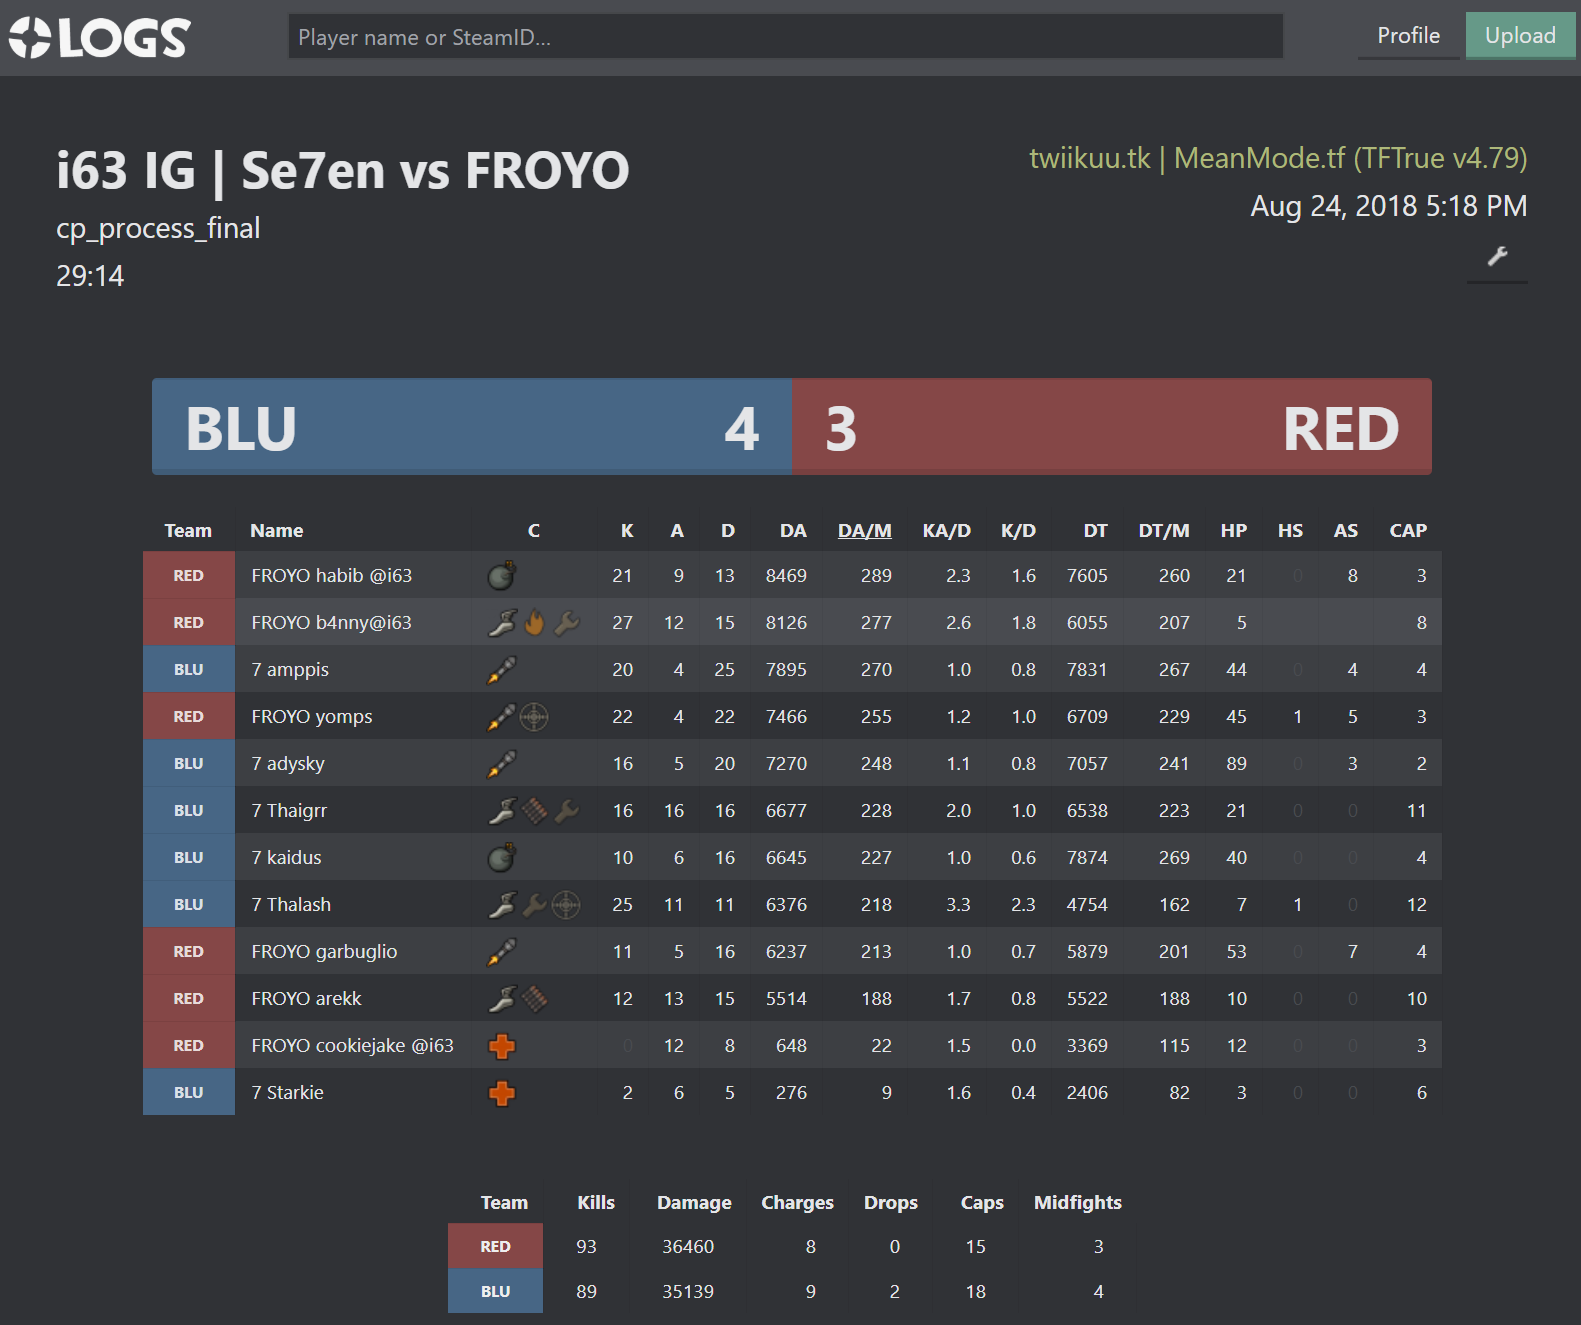 LOGS
Player name or SteamID...
Profile
Upload
i63 IG | Se7en vs FROYO
cp_process_final
29:14
twiikuu.tk | MeanMode.tf (TFTrue v4.79)
Aug 24, 2018 5:18 PM
BLU 4 3 RED
Team Name C K A D DA DA/M KA/D K/D DT DT/M HP HS AS CAP
RED FROYO habib @i63 21 9 13 8469 289 2.3 1.6 7605 260 21 0 8 3
RED FROYO b4nny@i63 27 12 15 8126 277 2.6 1.8 6055 207 5 8
BLU 7 amppis 20 4 25 7895 270 1.0 0.8 7831 267 44 0 4 4
RED FROYO yomps 22 4 22 7466 255 1.2 1.0 6709 229 45 1 5 3
BLU 7 adysky 16 5 20 7270 248 1.1 0.8 7057 241 89 0 3 2
BLU 7 Thaigrr 16 16 16 6677 228 2.0 1.0 6538 223 21 0 0 11
BLU 7 kaidus 10 6 16 6645 227 1.0 0.6 7874 269 40 0 0 4
BLU 7 Thalash 25 11 11 6376 218 3.3 2.3 4754 162 7 1 0 12
RED FROYO garbuglio 11 5 16 6237 213 1.0 0.7 5879 201 53 0 7 4
RED FROYO arekk 12 13 15 5514 188 1.7 0.8 5522 188 10 0 0 10
RED FROYO cookiejake @i63 0 12 8 648 22 1.5 0.0 3369 115 12 0 0 3
BLU 7 Starkie 2 6 5 276 9 1.6 0.4 2406 82 3 0 0 6
Team Kills Damage Charges Drops Caps Midfights
RED 93 36460 8 0 15 3
BLU 89 35139 9 2 18 4